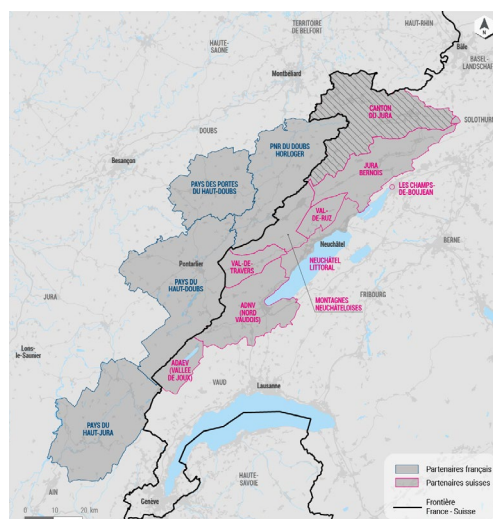 TERRITOIRE
DE BELFORT
HAUT-RHIN
N
HAUTE-
SAÔNE
Bâle
BASEL-
LANDSCHAF
Montbéliard
CANTON
DU JURA
SOLOTHURN
DOUBS
PNR DU DOUBS
HORLOGER
Besançon
JURA
BERNOIS
PAYS DES PORTES
DU HAUT-DOUBS
LES CHAMPS-
DE-BOUJEAN
VAL-
DE-RUZ
Neuchâtel
BERNE
Pontarlier
VAL-DE-
TRAVERS
NEUCHÂTEL
LITTORAL
PAYS
DU HAUT-DOUBS
JURA
FRIBOURG
ADNV
(NORD
VAUDOIS)
MONTAGNES
NEUCHÂTELOISES
Lons-
le-Saunier
ADAEV
(VALLÉE
DE JOUX)
VAUD
Lausanne
PAYS DU
HAUT-JURA
AIN
HAUTE-
SAVOIE
Genève
0 10 20 km
Partenaires français
Partenaires suisses
Frontière
France - Suisse